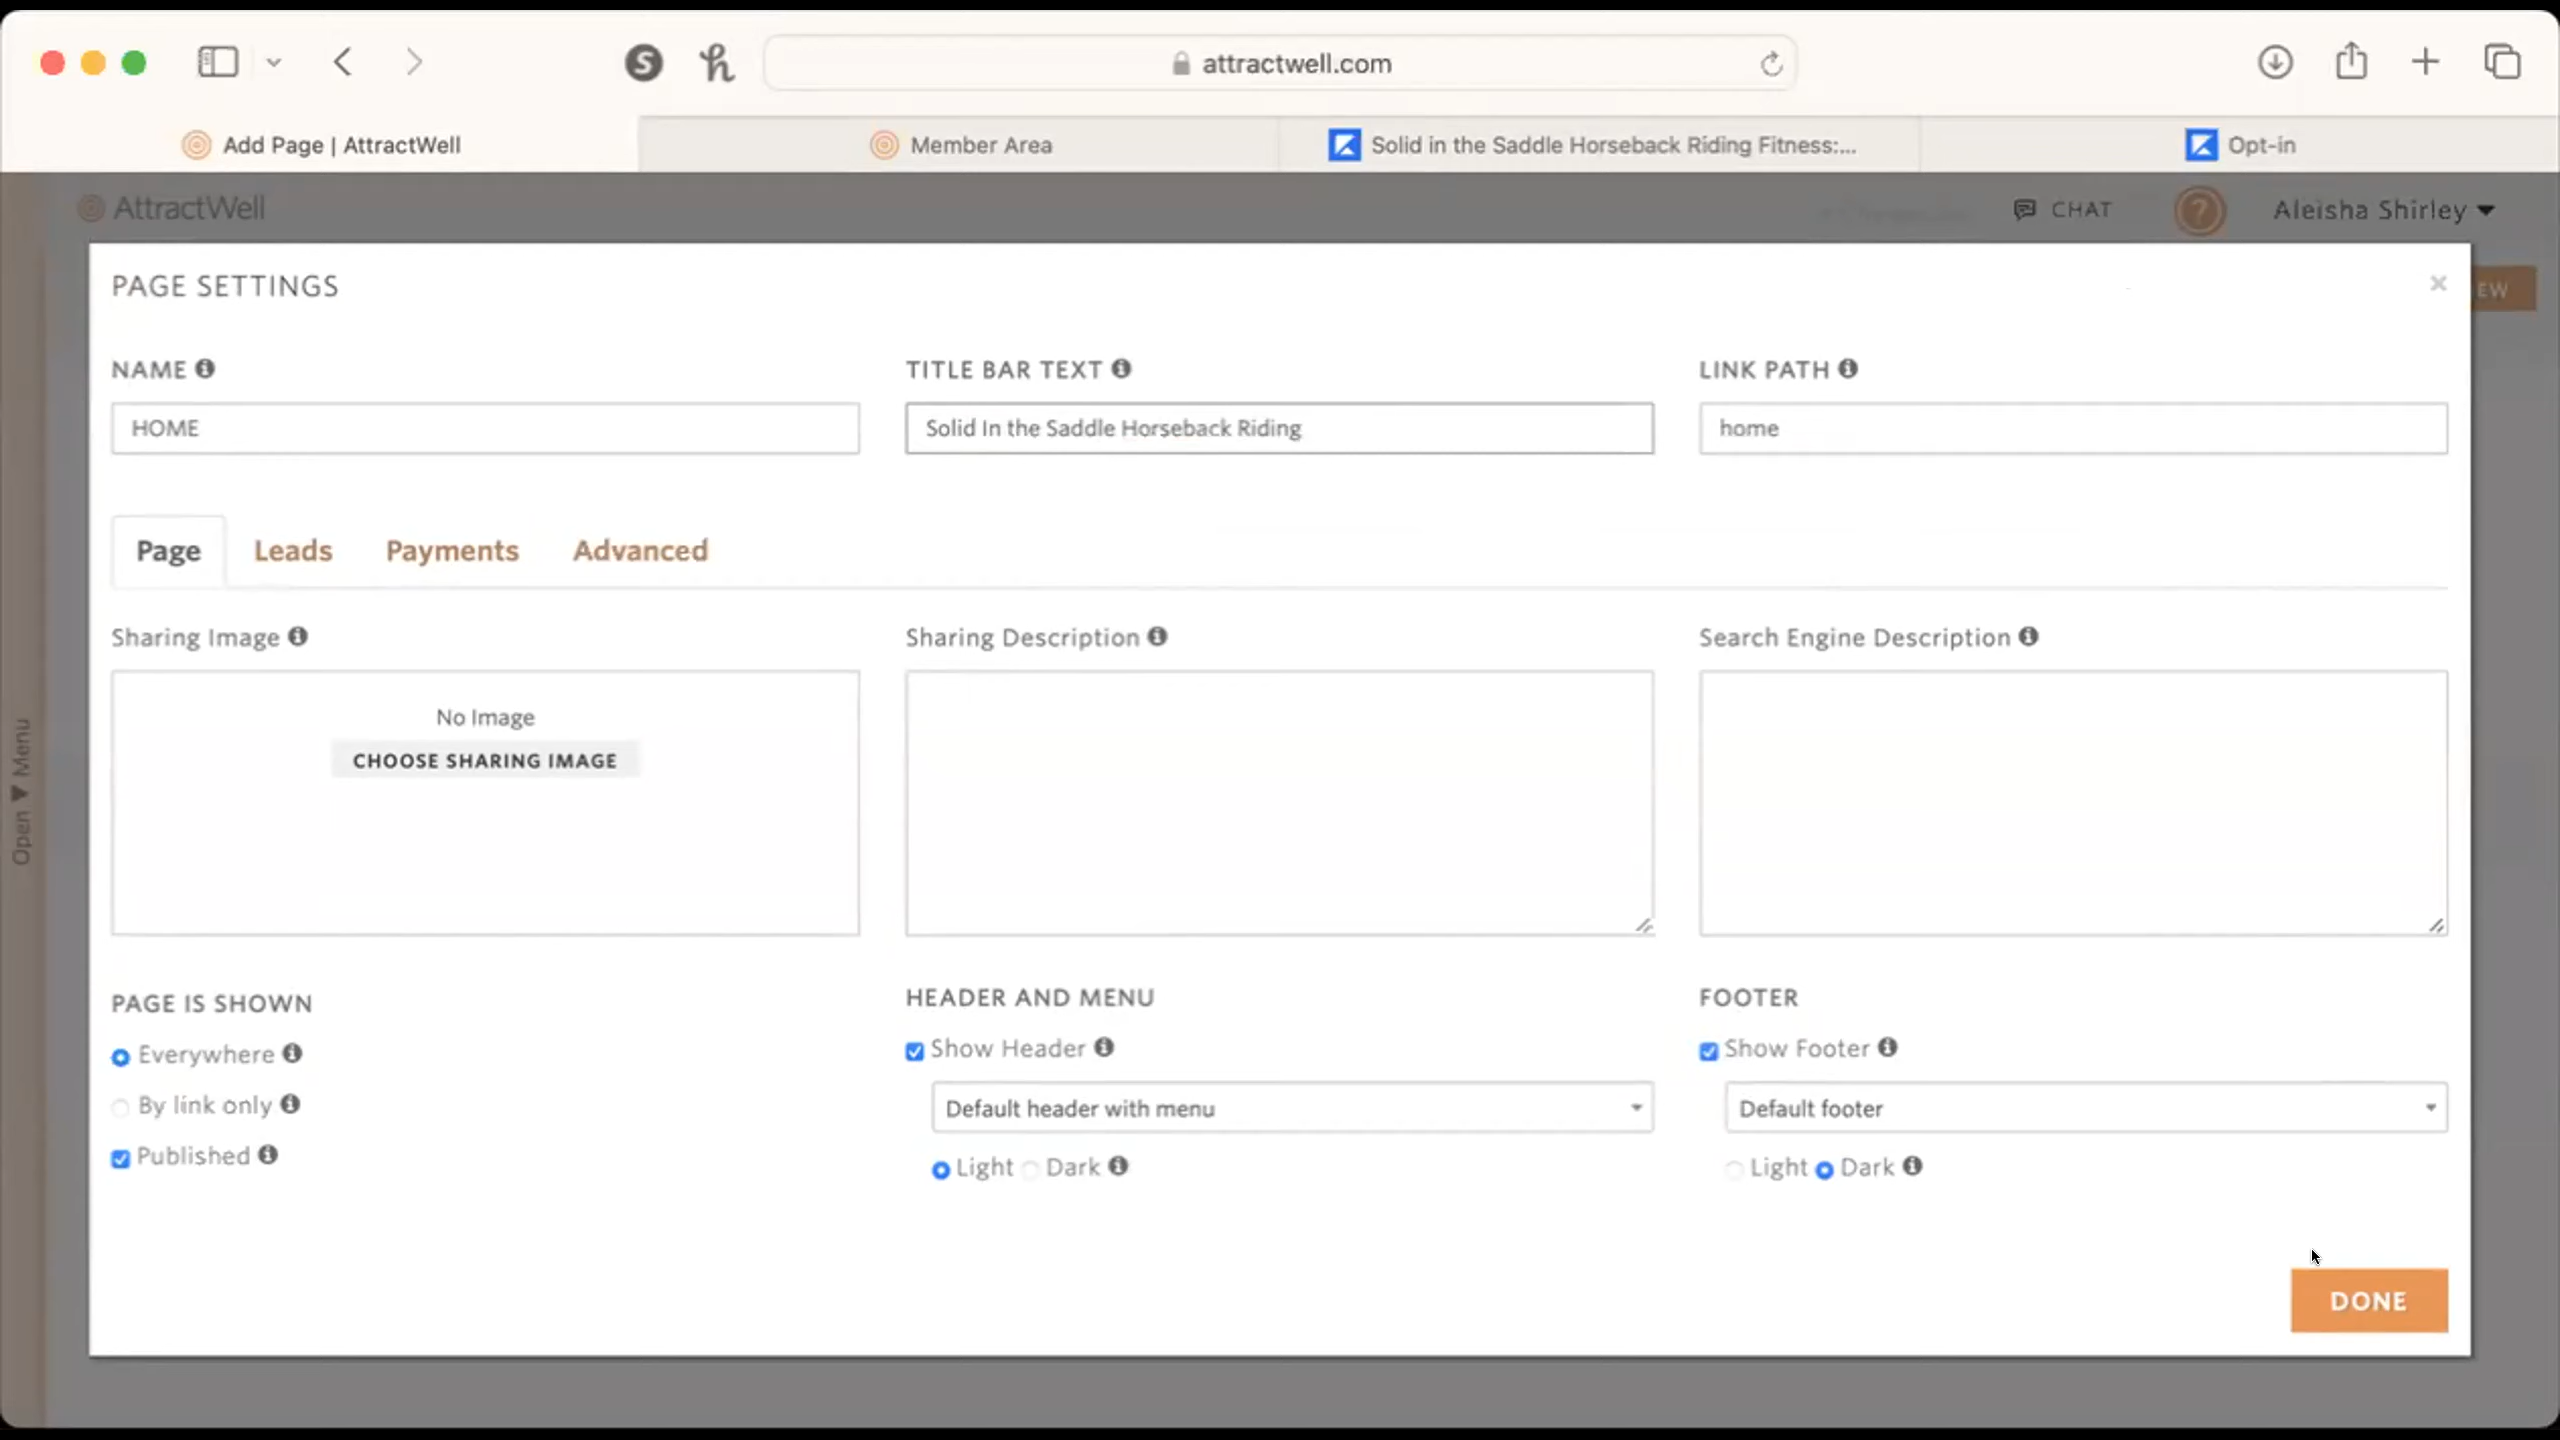 attractwell.com
Add Page | AttractWell
Member Area
Solid in the Saddle Horseback Riding Fitness:...
Opt-in
AttractWell
CHAT
?
Aleisha Shirley
PAGE SETTINGS
×
EW
NAME
TITLE BAR TEXT
LINK PATH
HOME
Solid In the Saddle Horseback Riding
home
Page
Leads
Payments
Advanced
Sharing Image
Sharing Description
Search Engine Description
No Image
CHOOSE SHARING IMAGE
Open Menu
PAGE IS SHOWN
HEADER AND MENU
FOOTER
Everywhere
Show Header
Show Footer
By link only
Default header with menu
Default footer
Published
Light Dark
Light Dark
DONE